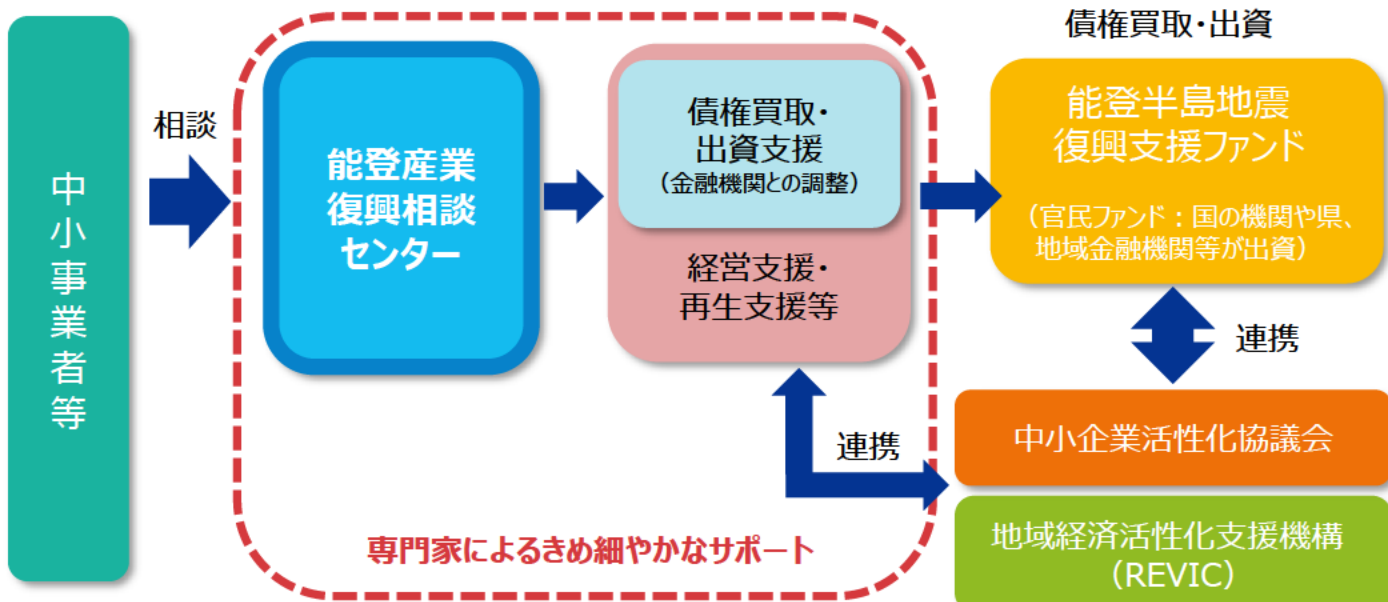 中小事業者等
相談
能登産業
復興相談
センター
債権買取・
出資支援
（金融機関との調整）
経営支援・
再生支援等
債権買取・出資
能登半島地震
復興支援ファンド
（官民ファンド：国の機関や県、
地域金融機関等が出資）
連携
連携
中小企業活性化協議会
地域経済活性化支援機構
（REVIC）
専門家によるきめ細やかなサポート